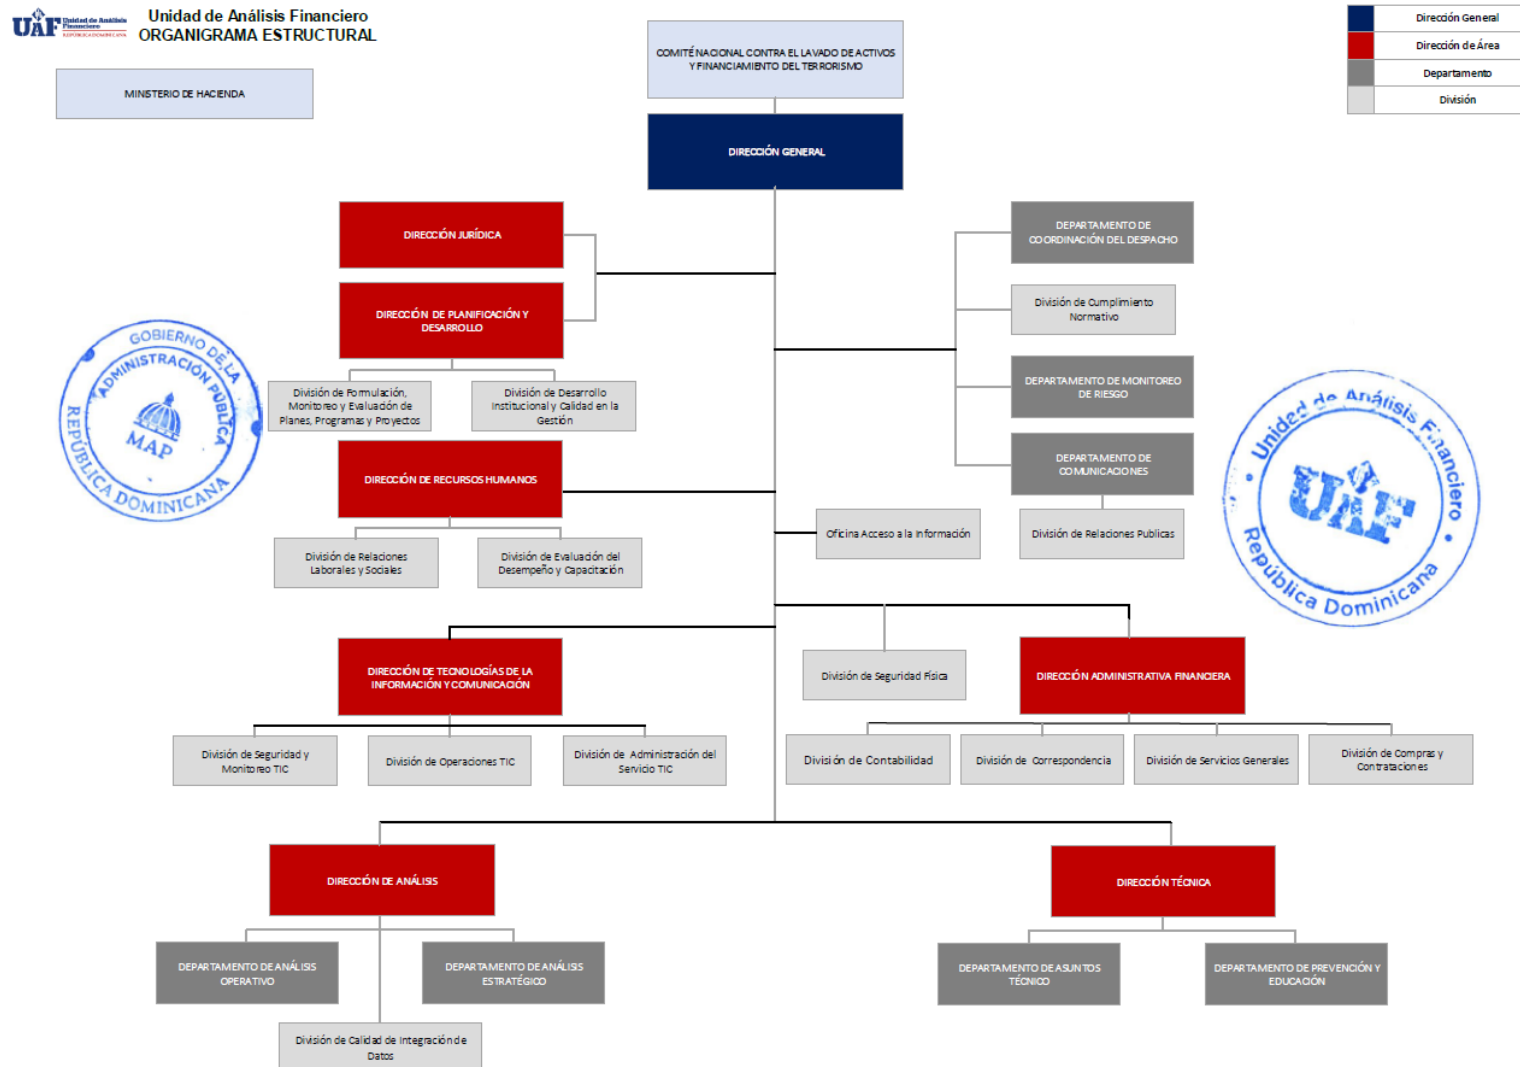 UAF Unidad de Análisis
Financiero
REPÚBLICA DOMINICANA
Unidad de Análisis Financiero
ORGANIGRAMA ESTRUCTURAL
MINISTERIO DE HACIENDA
COMITÉ NACIONAL CONTRA EL LAVADO DE ACTIVOS
Y FINANCIAMIENTO DEL TERRORISMO
Dirección General
Dirección de Área
Departamento
División
DIRECCIÓN GENERAL
DIRECCIÓN JURÍDICA
DIRECCIÓN DE PLANIFICACIÓN Y
DESARROLLO
División de Formulación,
Monitoreo y Evaluación de
Planes, Programas y Proyectos
División de Desarrollo
Institucional y Calidad en la
Gestión
DEPARTAMENTO DE
COORDINACIÓN DEL DESPACHO
División de Cumplimiento
Normativo
DEPARTAMENTO DE MONITOREO
DE RIESGO
DEPARTAMENTO DE
COMUNICACIONES
División de Relaciones Publicas
Oficina Acceso a la Información
GOBIERNO DE LA
REPÚBLICA DOMINICANA
ADMINISTRACIÓN PÚBLICA
MAP
Unidad de Análisis Financiero
UAF
República Dominicana
DIRECCIÓN DE RECURSOS HUMANOS
División de Relaciones
Laborales y Sociales
División de Evaluación del
Desempeño y Capacitación
DIRECCIÓN DE TECNOLOGÍAS DE LA
INFORMACIÓN Y COMUNICACIÓN
División de Seguridad y
Monitoreo TIC
División de Operaciones TIC
División de Administración del
Servicio TIC
División de Seguridad Física
DIRECCIÓN ADMINISTRATIVA FINANCIERA
División de Contabilidad
División de Correspondencia
División de Servicios Generales
División de Compras y
Contrataciones
DIRECCIÓN DE ANÁLISIS
DEPARTAMENTO DE ANÁLISIS
OPERATIVO
DEPARTAMENTO DE ANÁLISIS
ESTRATÉGICO
División de Calidad de Integración de
Datos
DIRECCIÓN TÉCNICA
DEPARTAMENTO DE ASUNTOS
TÉCNICO
DEPARTAMENTO DE PREVENCIÓN Y
EDUCACIÓN